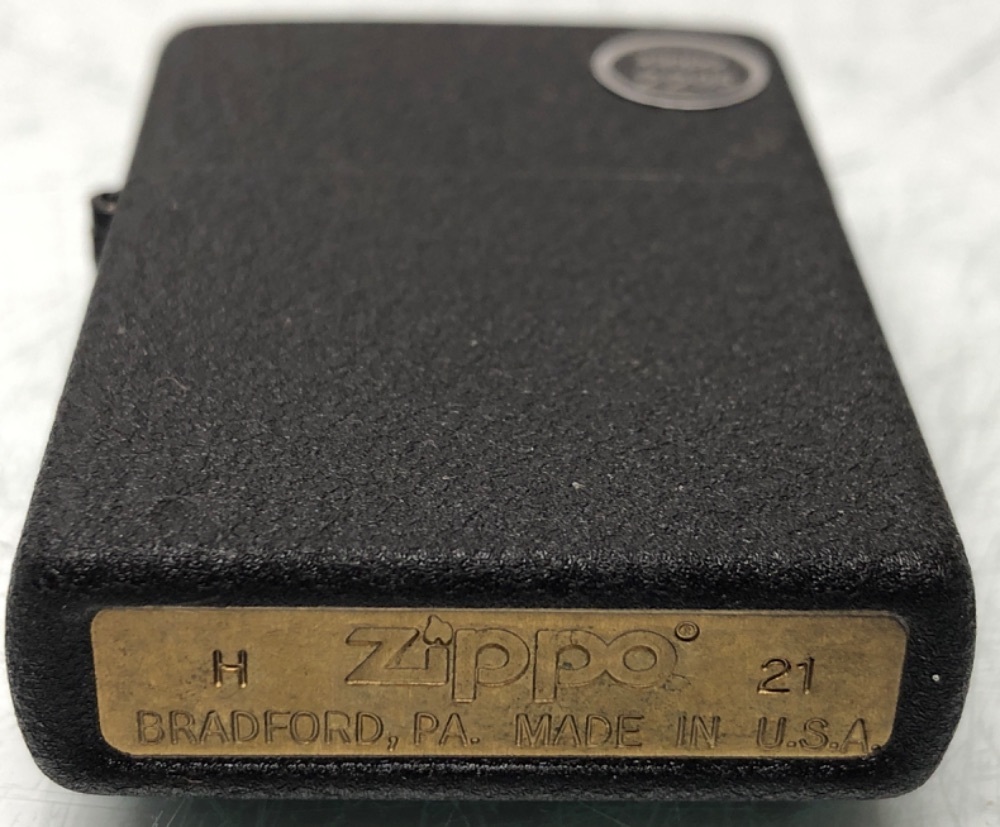 H zippo® 21
BRADFORD, PA. MADE IN U.S.A.